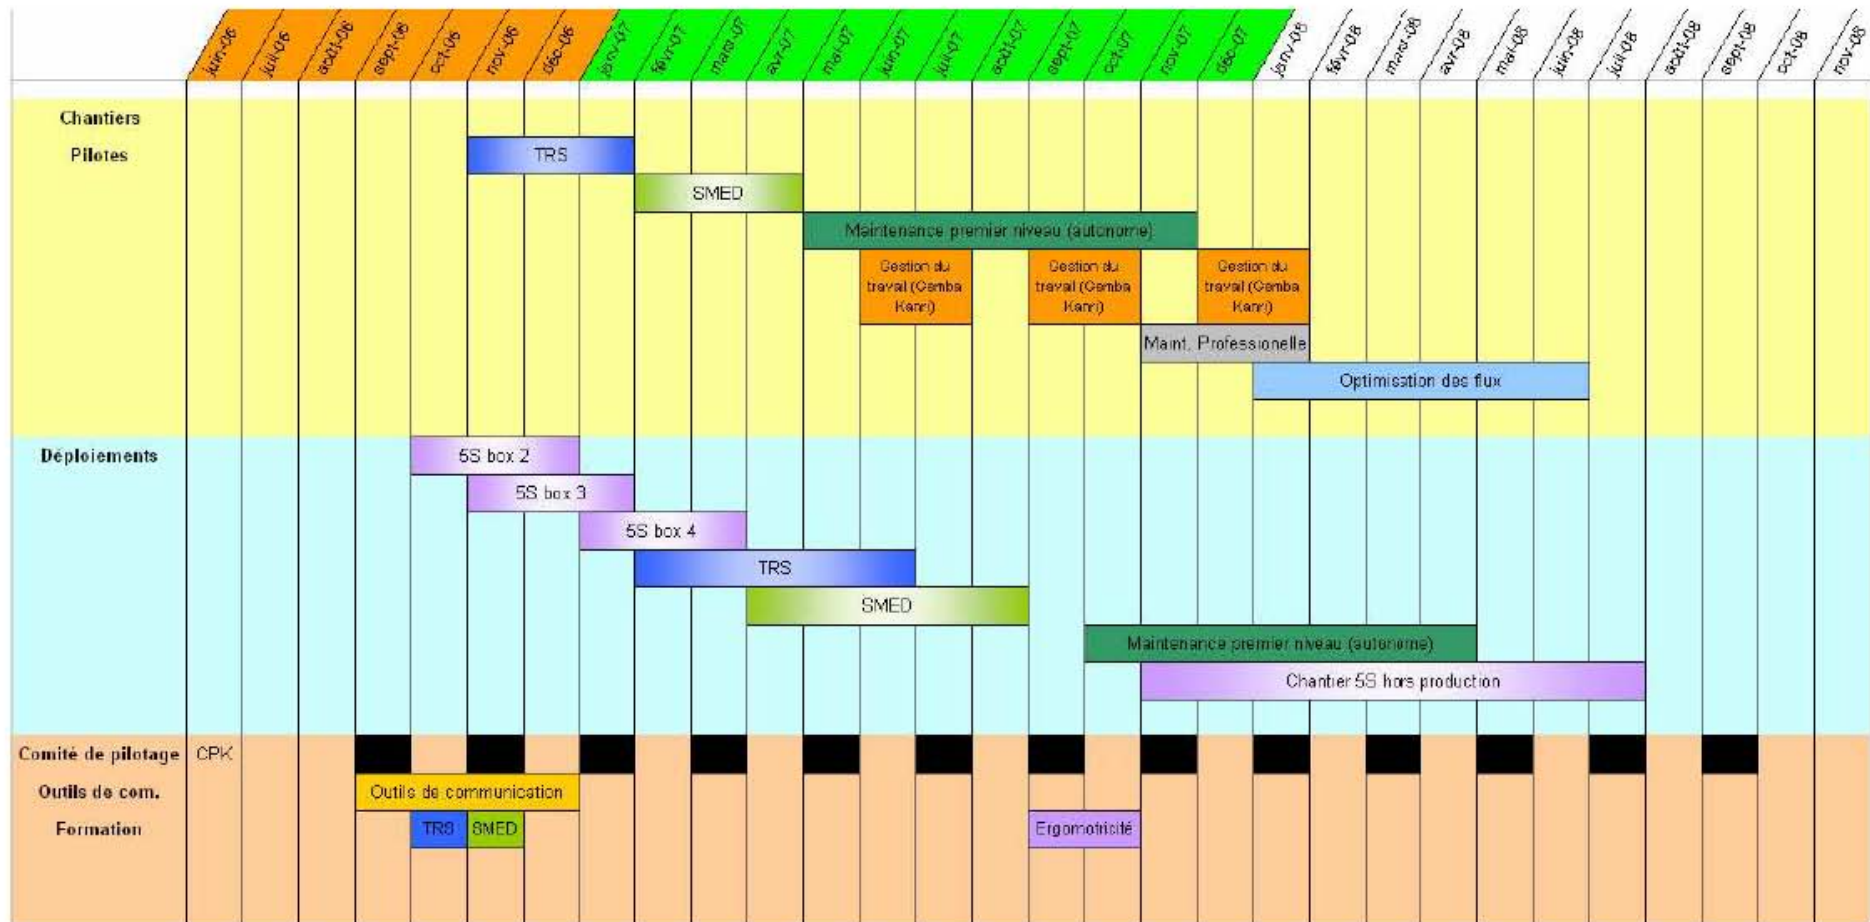 juin-06 juil-06 août-06 sept-06 oct-06 nov-06 déc-06 janv-07 févr-07 mars-07 avr-07 mai-07 juin-07 juil-07 août-07 sept-07 oct-07 nov-07 déc-07 janv-08 févr-08 mars-08 avr-08 mai-08 juin-08 juil-08 août-08 sept-08 oct-08 nov-08
Chantiers
Pilotes
TRS
SMED
Maintenance premier niveau (autonome)
Gestion du
travail (Gemba
Kanri)
Gestion du
travail (Gemba
Kanri)
Gestion du
travail (Gemba
Kanri)
Maint. Professionelle
Optimisation des flux
Déploiements
5S box 2
5S box 3
5S box 4
TRS
SMED
Maintenance premier niveau (autonome)
Chantier 5S hors production
Comité de pilotage CPK
Outils de com. Outils de communication
Formation TRS SMED Ergomotricité